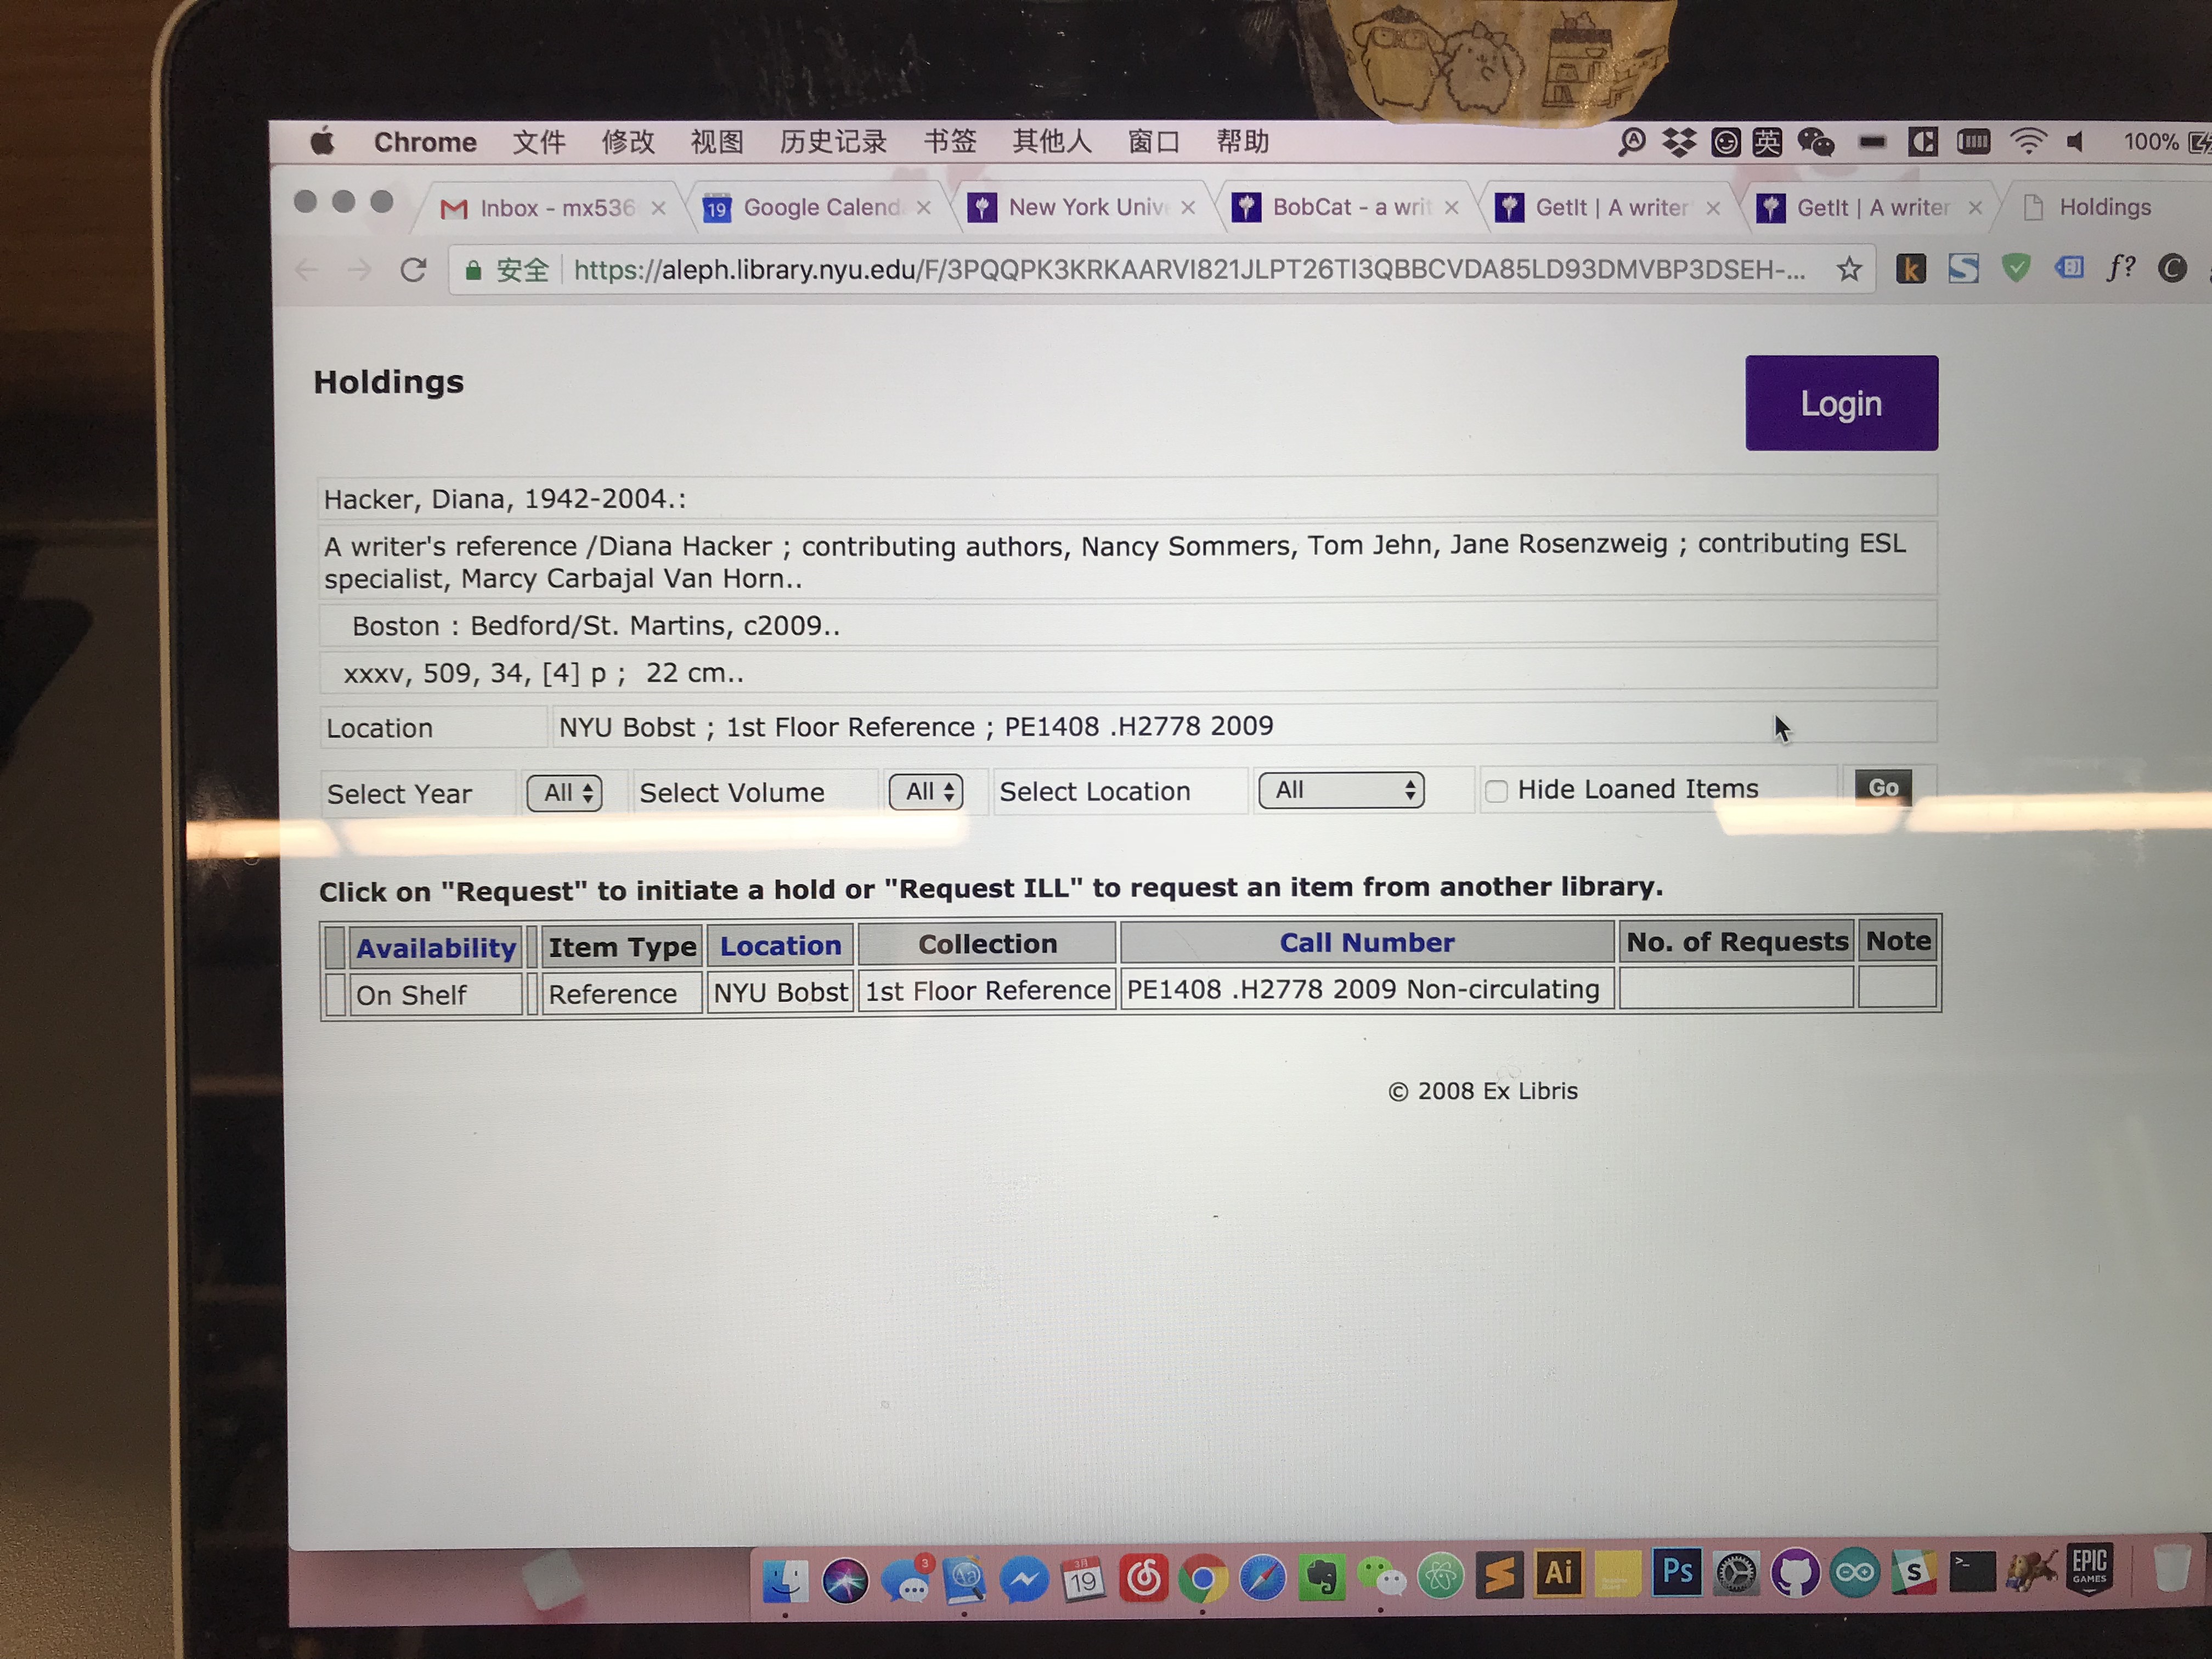 Chrome 文件 修改 视图 历史记录 书签 其他人 窗口 帮助 英 100%
Inbox - mx536 19 Google Calend New York Univ BobCat - a writ GetIt | A writer GetIt | A writer Holdings
安全 https://aleph.library.nyu.edu/F/3PQQPK3KRKAARVI821JLPT26TI3QBBCVDA85LD93DMVBP3DSEH-... k S f? C
Holdings
Login
Hacker, Diana, 1942-2004.:
A writer's reference /Diana Hacker ; contributing authors, Nancy Sommers, Tom Jehn, Jane Rosenzweig ; contributing ESL
specialist, Marcy Carbajal Van Horn..
Boston : Bedford/St. Martins, c2009..
xxxv, 509, 34, [4] p ; 22 cm..
Location NYU Bobst ; 1st Floor Reference ; PE1408 .H2778 2009
Select Year All Select Volume All Select Location All Hide Loaned Items Go
Click on "Request" to initiate a hold or "Request ILL" to request an item from another library.
Availability Item Type Location Collection Call Number No. of Requests Note
On Shelf Reference NYU Bobst 1st Floor Reference PE1408 .H2778 2009 Non-circulating
© 2008 Ex Libris
3 3月 19 Ai Ps S >_ EPIC GAMES